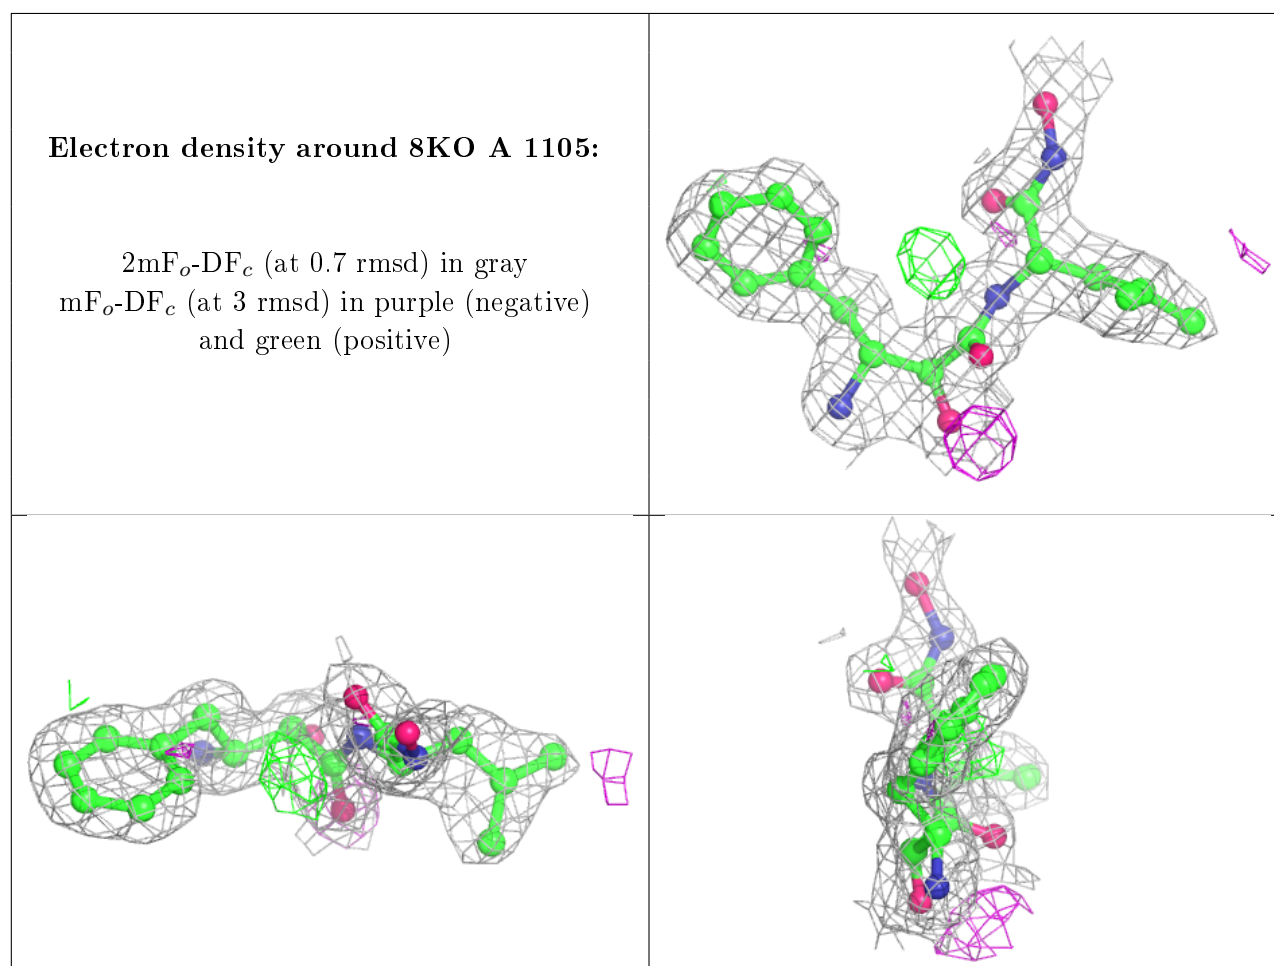 Electron density around 8KO A 1105:
2mFo-DFc (at 0.7 rmsd) in gray
mFo-DFc (at 3 rmsd) in purple (negative)
and green (positive)